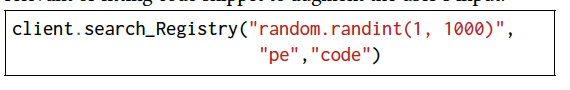 client.search_Registry("random.randint(1, 1000)",
"pe","code")